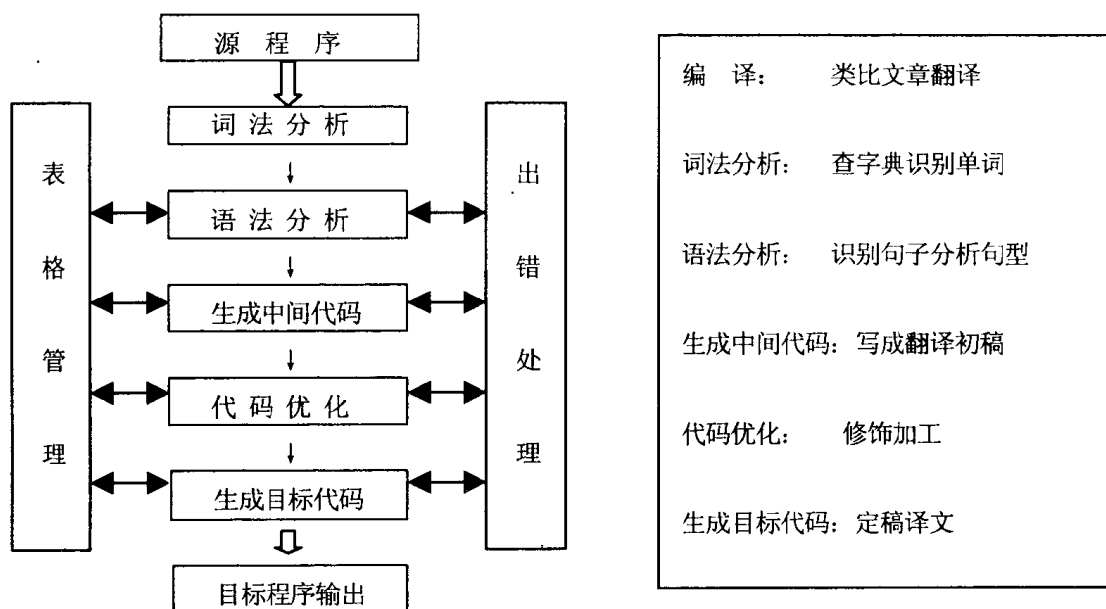 源 程 序
词 法 分 析
语 法 分 析
生成中间代码
代 码 优 化
生成目标代码
目标程序输出
表
格
管
理
出
错
处
理
编 译： 类比文章翻译
词法分析： 查字典识别单词
语法分析： 识别句子分析句型
生成中间代码：写成翻译初稿
代码优化： 修饰加工
生成目标代码：定稿译文